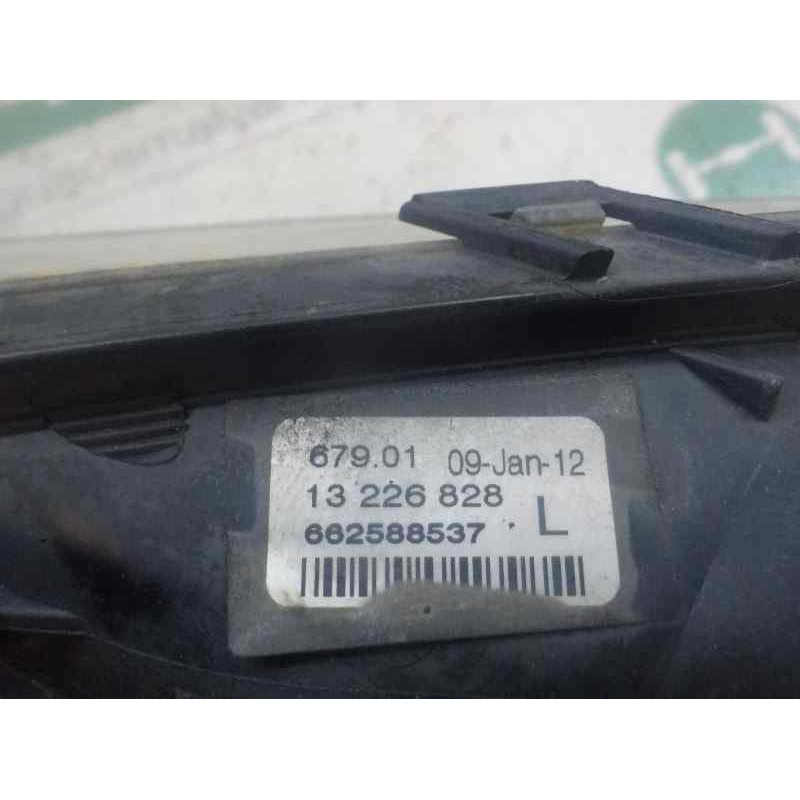 679.01 09-Jan-12
13 226 828
662588537 . L